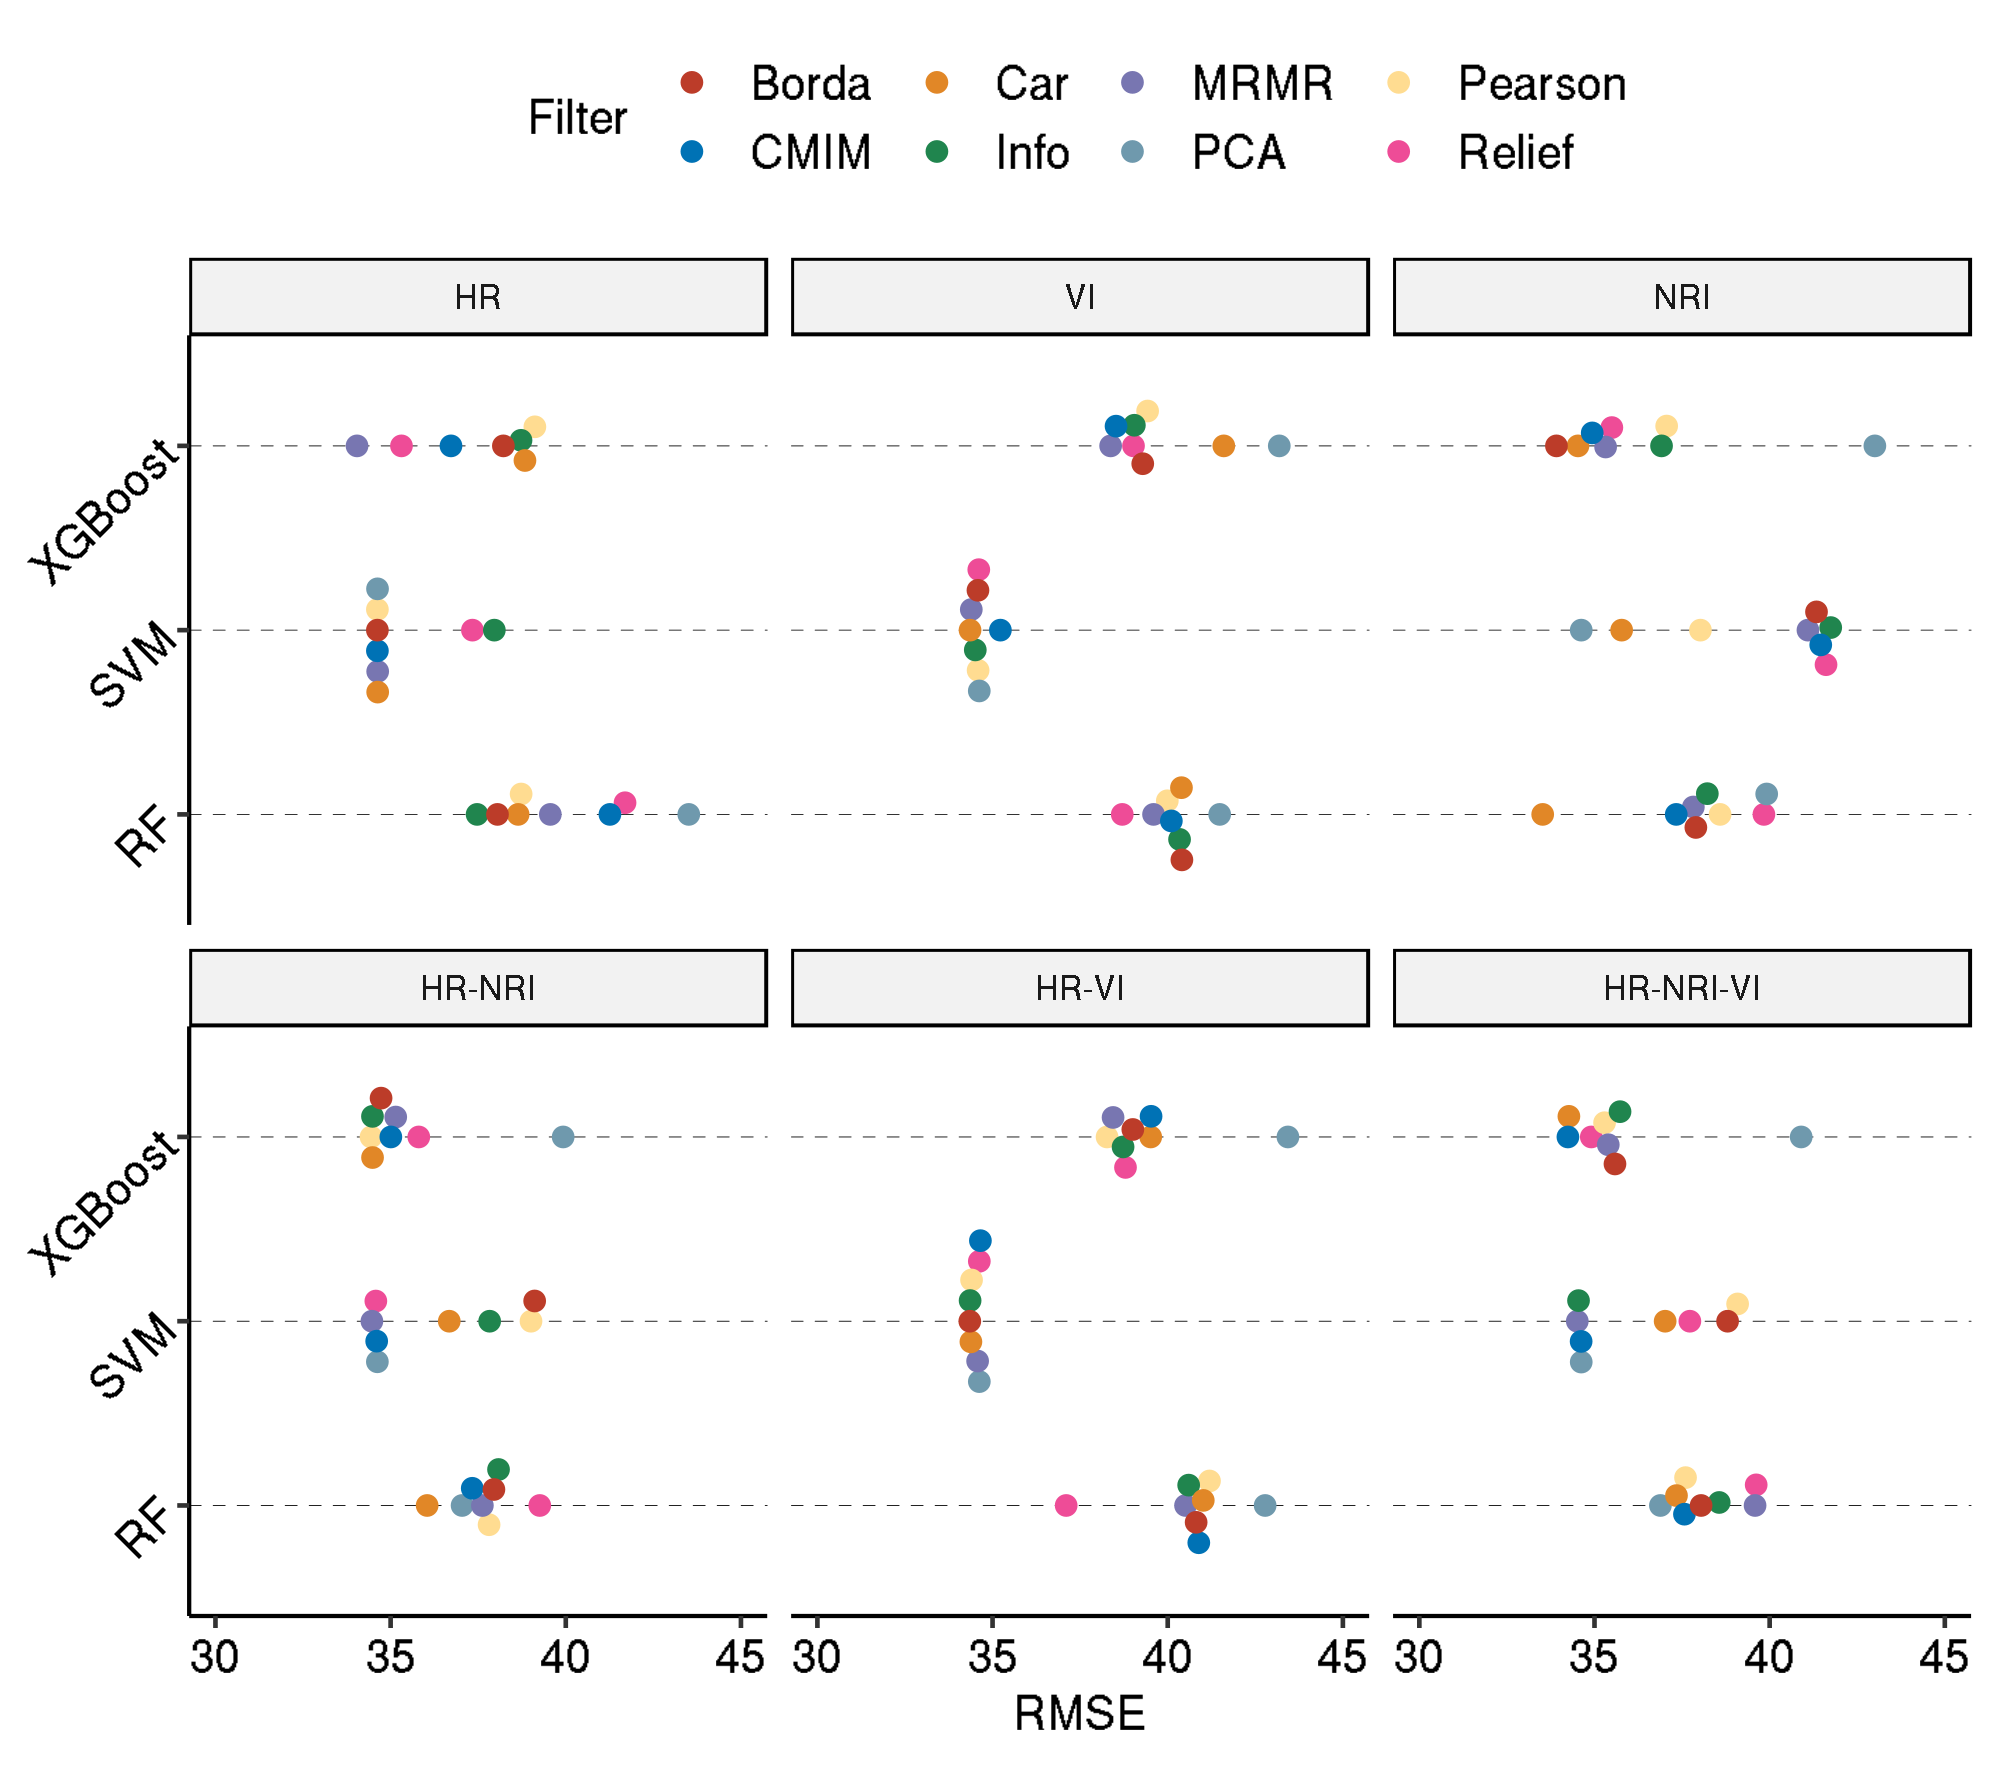 Filter
Borda Car MRMR Pearson
CMIM Info PCA Relief
HR VI NRI
XGBoost
SVM
RF
HR-NRI HR-VI HR-NRI-VI
XGBoost
SVM
RF
30 35 40 45 30 35 40 45 30 35 40 45
RMSE